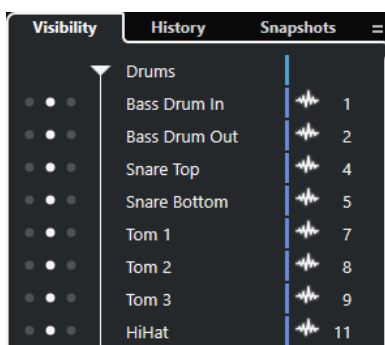 Visibility History Snapshots
Drums
Bass Drum In 1
Bass Drum Out 2
Snare Top 4
Snare Bottom 5
Tom 1 7
Tom 2 8
Tom 3 9
HiHat 11